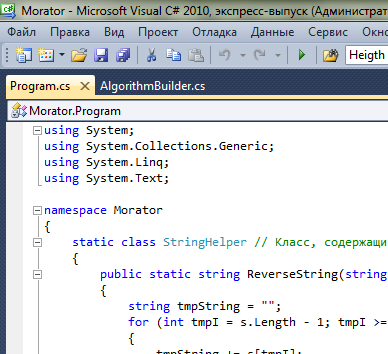 Morator - Microsoft Visual C# 2010, экспресс-выпуск (Администрат
Файл Правка Вид Проект Отладка Данные Сервис О
Heigth
Program.cs AlgorithmBuilder.cs
Morator.Program
using System;
using System.Collections.Generic;
using System.Linq;
using System.Text;
namespace Morator
{
static class StringHelper // Класс, содержащи
{
public static string ReverseString(string
{
string tmpString = "";
for (int tmpI = s.Length - 1; tmpI >=
{
tmpString += s[tmpI];